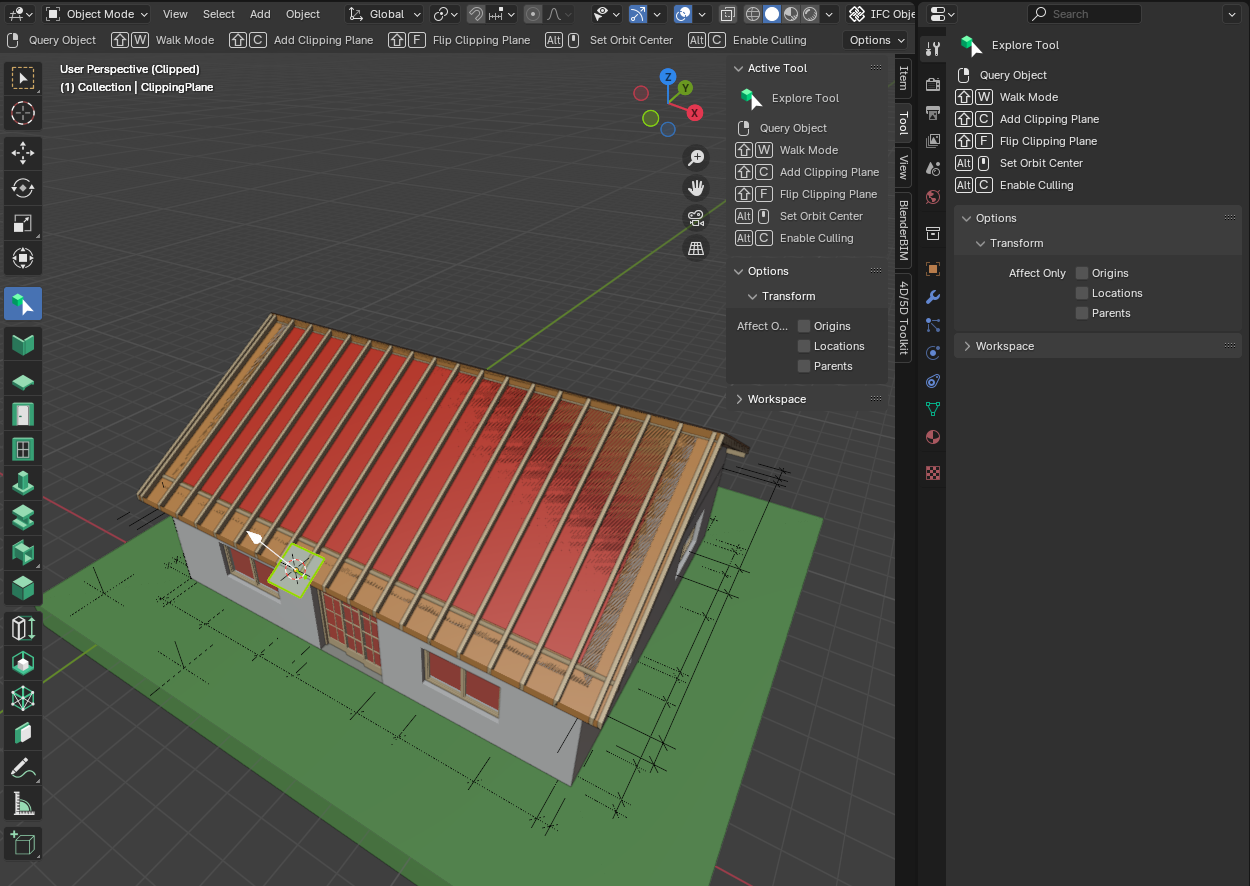 Object Mode View Select Add Object Global IFC Obje Search
Query Object W Walk Mode C Add Clipping Plane F Flip Clipping Plane Alt Set Orbit Center Alt C Enable Culling Options
User Perspective (Clipped)
(1) Collection | ClippingPlane
Z
Y
X
Active Tool
Explore Tool
Query Object
W Walk Mode
C Add Clipping Plane
F Flip Clipping Plane
Alt Set Orbit Center
Alt C Enable Culling
Options
Transform
Affect O... Origins
Locations
Parents
Workspace
Item
Tool
View
BlenderBIM
4D/5D Toolkit
Explore Tool
Query Object
W Walk Mode
C Add Clipping Plane
F Flip Clipping Plane
Alt Set Orbit Center
Alt C Enable Culling
Options
Transform
Affect Only Origins
Locations
Parents
Workspace